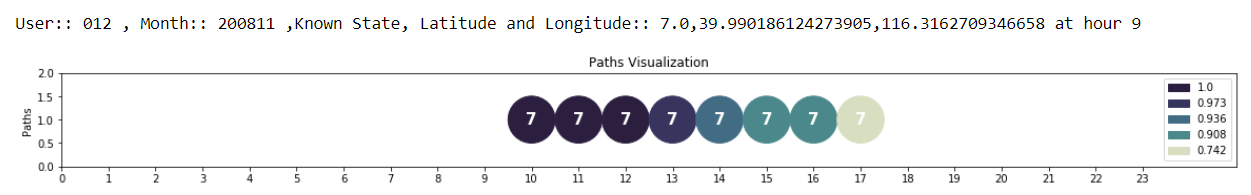 User:: 012 , Month:: 200811 ,Known State, Latitude and Longitude:: 7.0,39.990186124273905,116.3162709346658 at hour 9
Paths Visualization
2.0
1.5
1.0
0.5
0.0
Paths
7 7 7 7 7 7 7 7
1.0
0.973
0.936
0.908
0.742
0 1 2 3 4 5 6 7 8 9 10 11 12 13 14 15 16 17 18 19 20 21 22 23